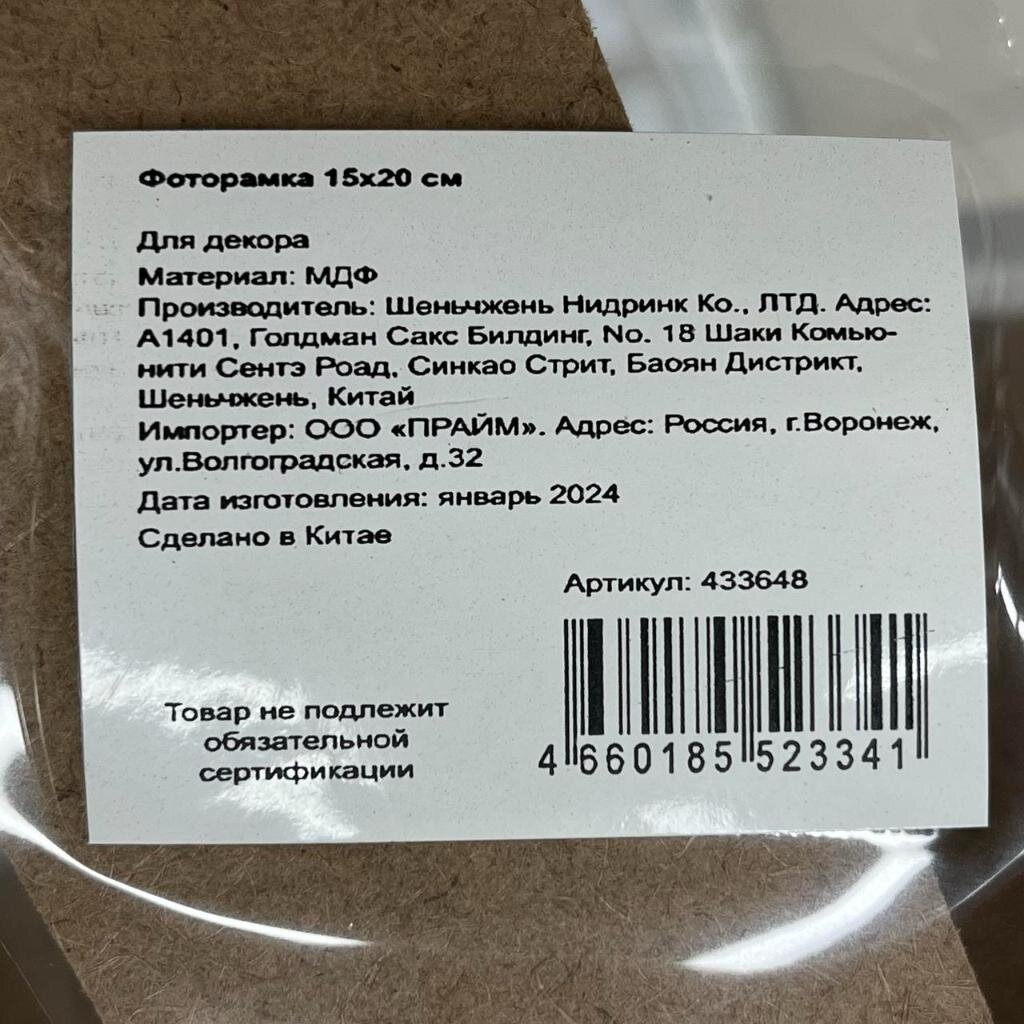 Фоторамка 15х20 см
Для декора
Материал: МДФ
Производитель: Шеньчжень Нидринк Ко., ЛТД. Адрес:
А1401, Голдман Сакс Билдинг, No. 18 Шаки Комью-
нити Сентэ Роад, Синкао Стрит, Баоян Дистрикт,
Шеньчжень, Китай
Импортер: ООО «ПРАЙМ». Адрес: Россия, г.Воронеж,
ул.Волгоградская, д.32
Дата изготовления: январь 2024
Сделано в Китае
Артикул: 433648
Товар не подлежит
обязательной
сертификации
4 660185 523341